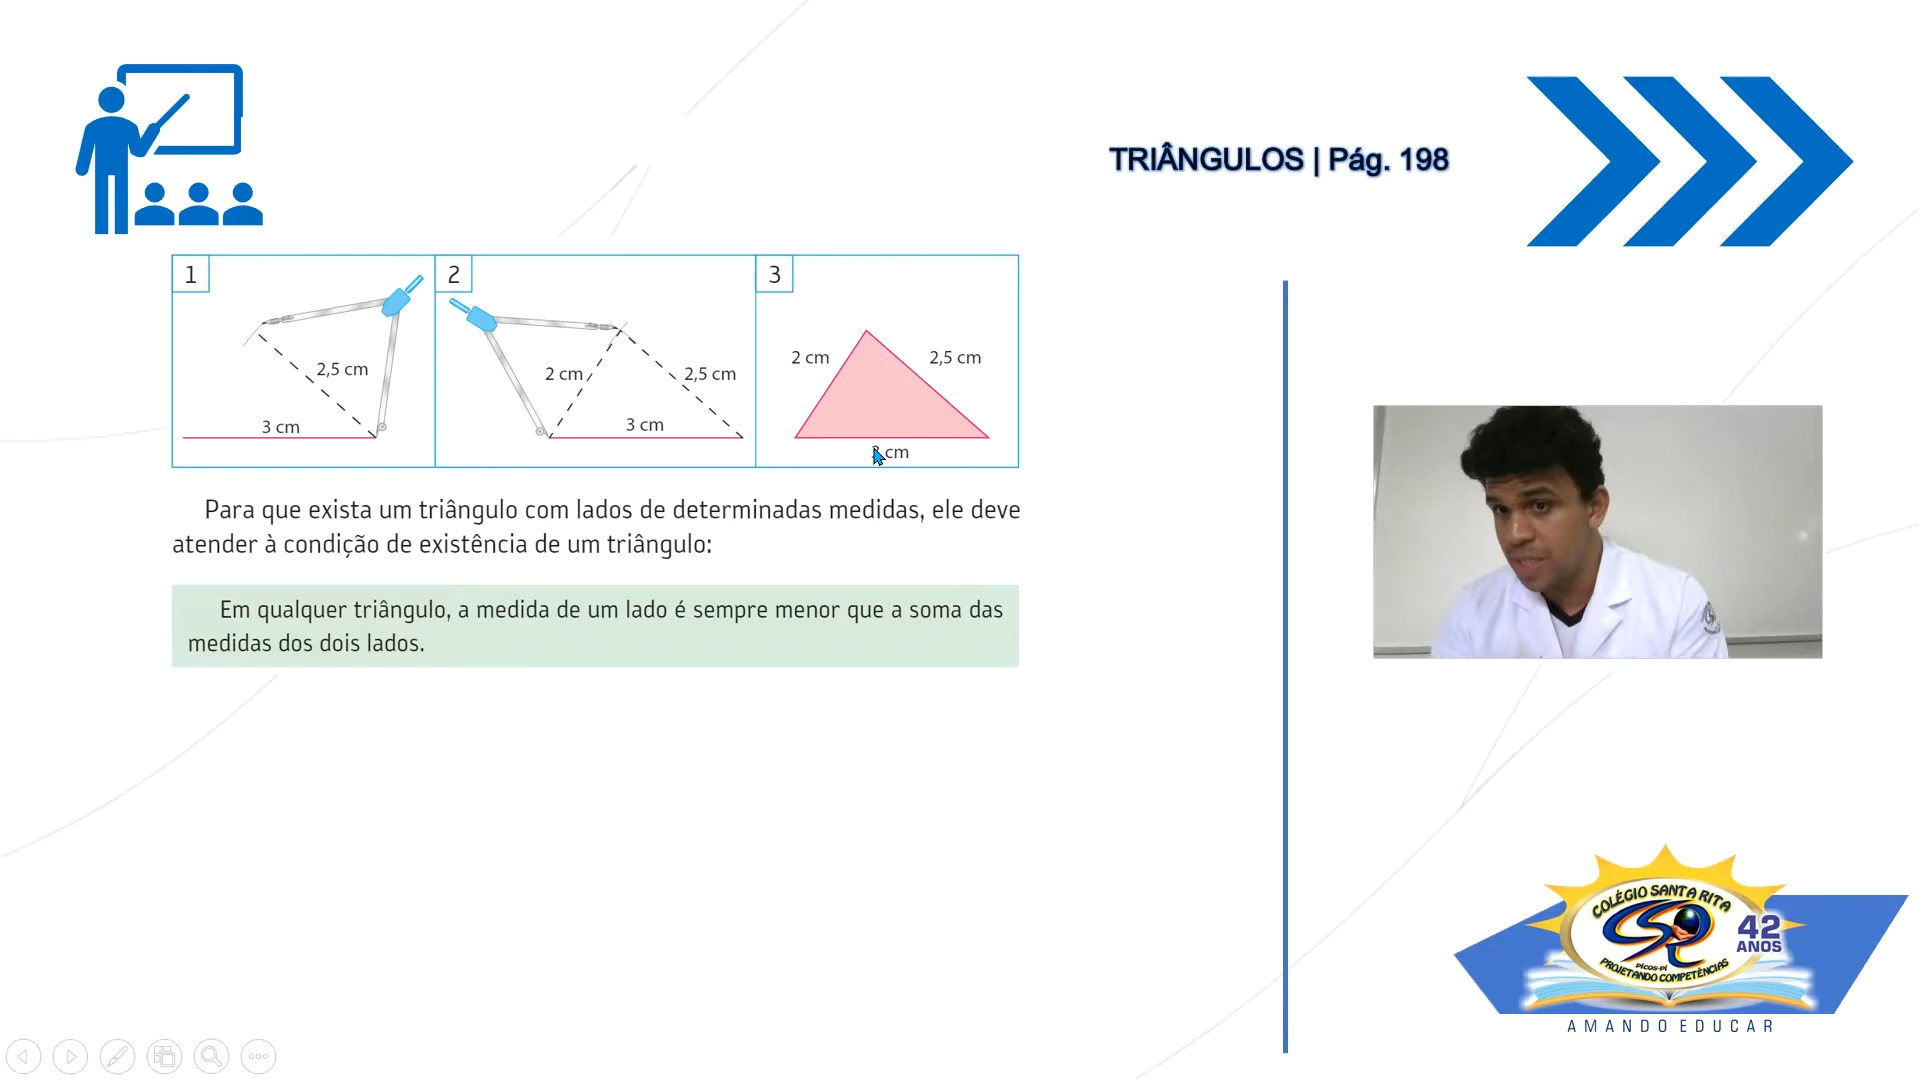 TRIÂNGULOS | Pág. 198
1
2
3
2,5 cm
3 cm
2 cm
2,5 cm
3 cm
2 cm
2,5 cm
cm
Para que exista um triângulo com lados de determinadas medidas, ele deve
atender à condição de existência de um triângulo:
Em qualquer triângulo, a medida de um lado é sempre menor que a soma das
medidas dos dois lados.
COLÉGIO SANTA RITA
42
ANOS
PICOS-PI
PROJETANDO COMPETÊNCIAS
AMANDO EDUCAR